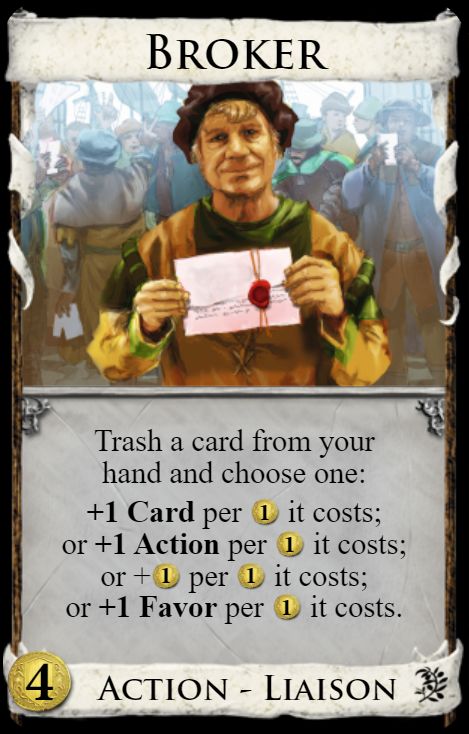 Broker
Trash a card from your
hand and choose one:
+1 Card per 1 it costs;
or +1 Action per 1 it costs;
or +1 per 1 it costs;
or +1 Favor per 1 it costs.
4 Action - Liaison